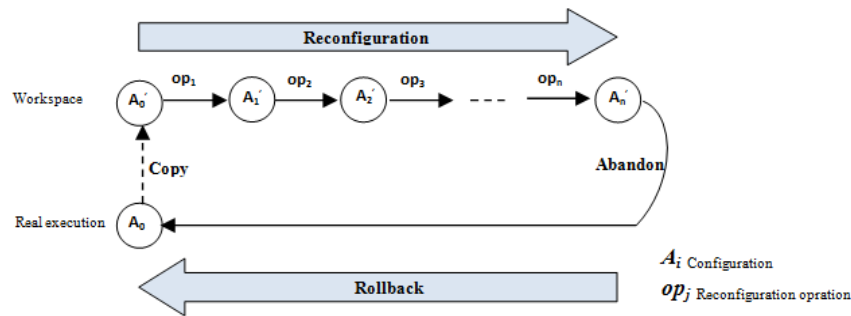 Reconfiguration
op1 op2 op3 opn
Workspace A0´ A1´ A2´ An´
Copy Abandon
Real execution A0
Ai Configuration
Rollback
opj Reconfiguration opration